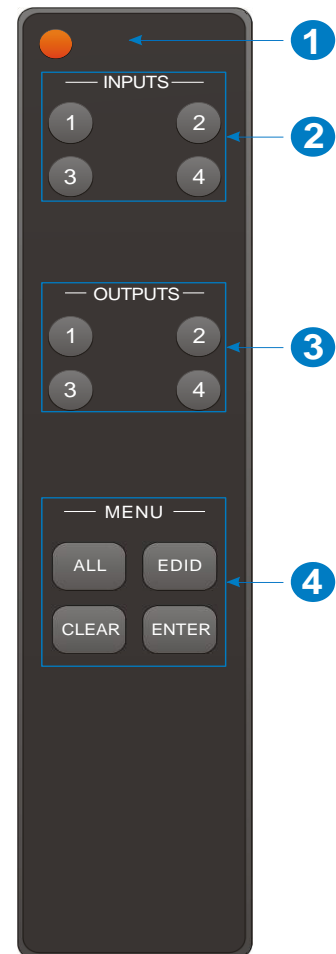 1
INPUTS
1 2
2
3 4
OUTPUTS
1 2
3
3 4
MENU
ALL EDID
4
CLEAR ENTER